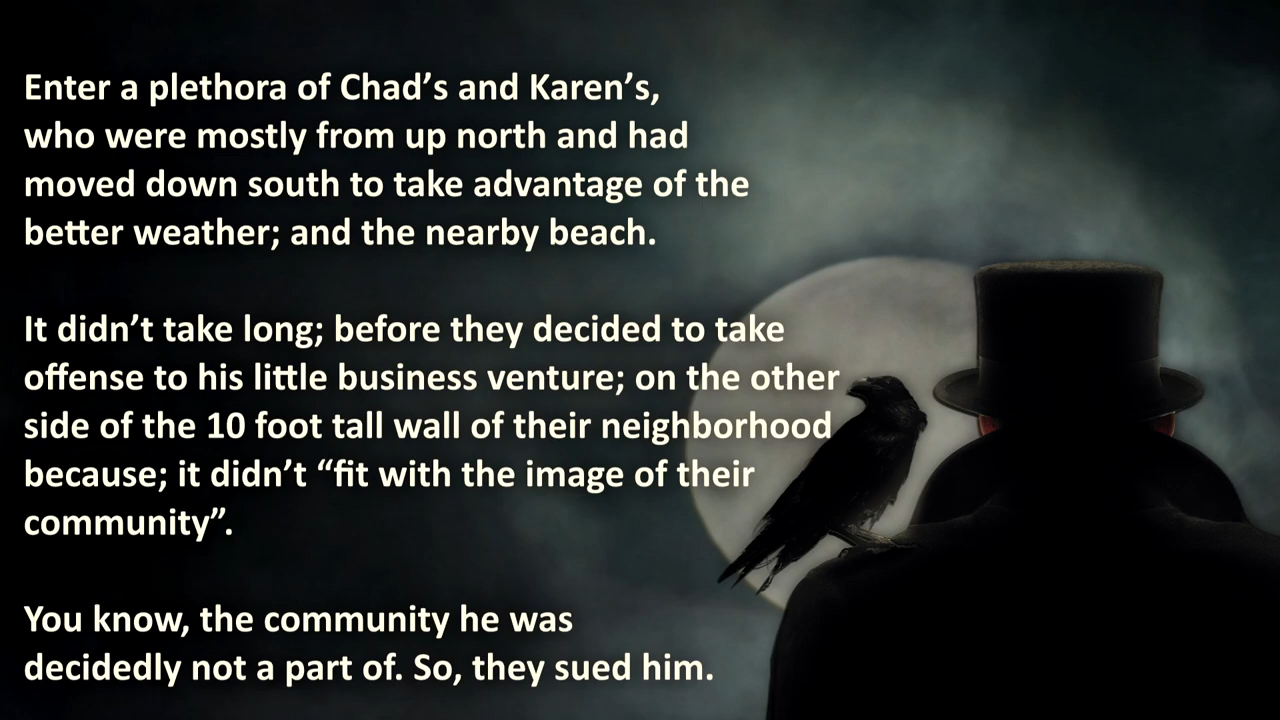 Enter a plethora of Chad’s and Karen’s,
who were mostly from up north and had
moved down south to take advantage of the
better weather; and the nearby beach.
It didn’t take long; before they decided to take
offense to his little business venture; on the other
side of the 10 foot tall wall of their neighborhood
because; it didn’t “fit with the image of their
community”.
You know, the community he was
decidedly not a part of. So, they sued him.